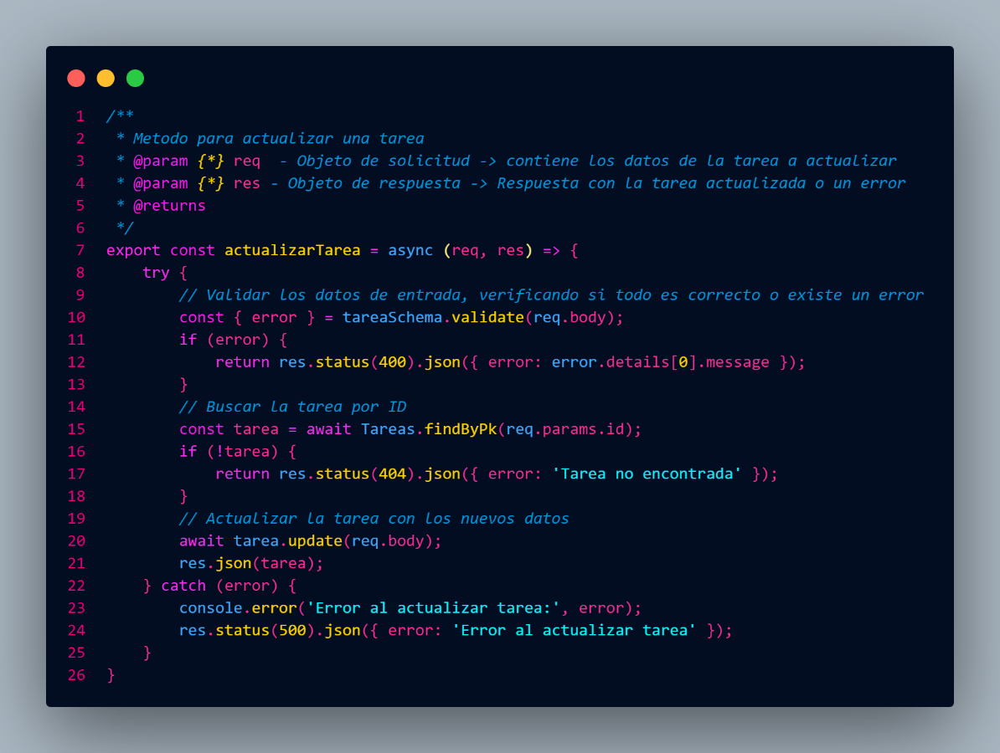 1 /**
2  * Metodo para actualizar una tarea
3  * @param {*} req  - Objeto de solicitud -> contiene los datos de la tarea a actualizar
4  * @param {*} res - Objeto de respuesta -> Respuesta con la tarea actualizada o un error
5  * @returns
6  */
7 export const actualizarTarea = async (req, res) => {
8     try {
9         // Validar los datos de entrada, verificando si todo es correcto o existe un error
10         const { error } = tareaSchema.validate(req.body);
11         if (error) {
12             return res.status(400).json({ error: error.details[0].message });
13         }
14         // Buscar la tarea por ID
15         const tarea = await Tareas.findByPk(req.params.id);
16         if (!tarea) {
17             return res.status(404).json({ error: 'Tarea no encontrada' });
18         }
19         // Actualizar la tarea con los nuevos datos
20         await tarea.update(req.body);
21         res.json(tarea);
22     } catch (error) {
23         console.error('Error al actualizar tarea:', error);
24         res.status(500).json({ error: 'Error al actualizar tarea' });
25     }
26 }